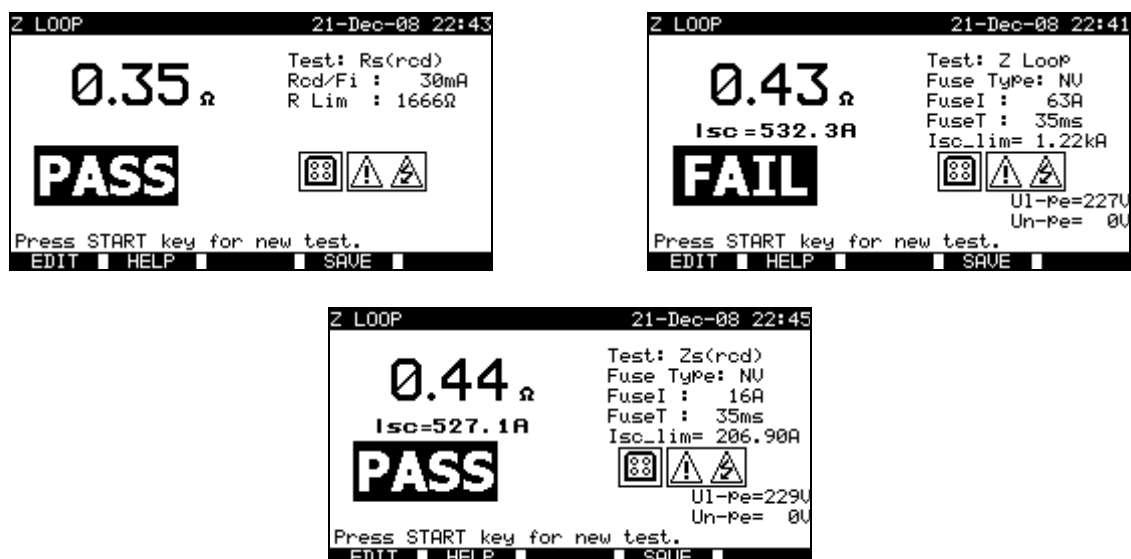 Z LOOP 21-Dec-08 22:43
0.35 Ω
Test: Rs(rcd)
Rcd/Fi : 30mA
R Lim : 1666Ω
PASS
Press START key for new test.
EDIT HELP SAVE
Z LOOP 21-Dec-08 22:41
0.43 Ω
Isc=532.3A
Test: Z Loop
Fuse Type: NV
FuseI : 63A
FuseT : 35ms
Isc_lim= 1.22kA
FAIL
Ul-pe=227V
Un-pe= 0V
Press START key for new test.
EDIT HELP SAVE
Z LOOP 21-Dec-08 22:45
0.44 Ω
Isc=527.1A
Test: Zs(rcd)
Fuse Type: NV
FuseI : 16A
FuseT : 35ms
Isc_lim= 206.90A
PASS
Ul-pe=229V
Un-pe= 0V
Press START key for new test.
EDIT HELP SAVE